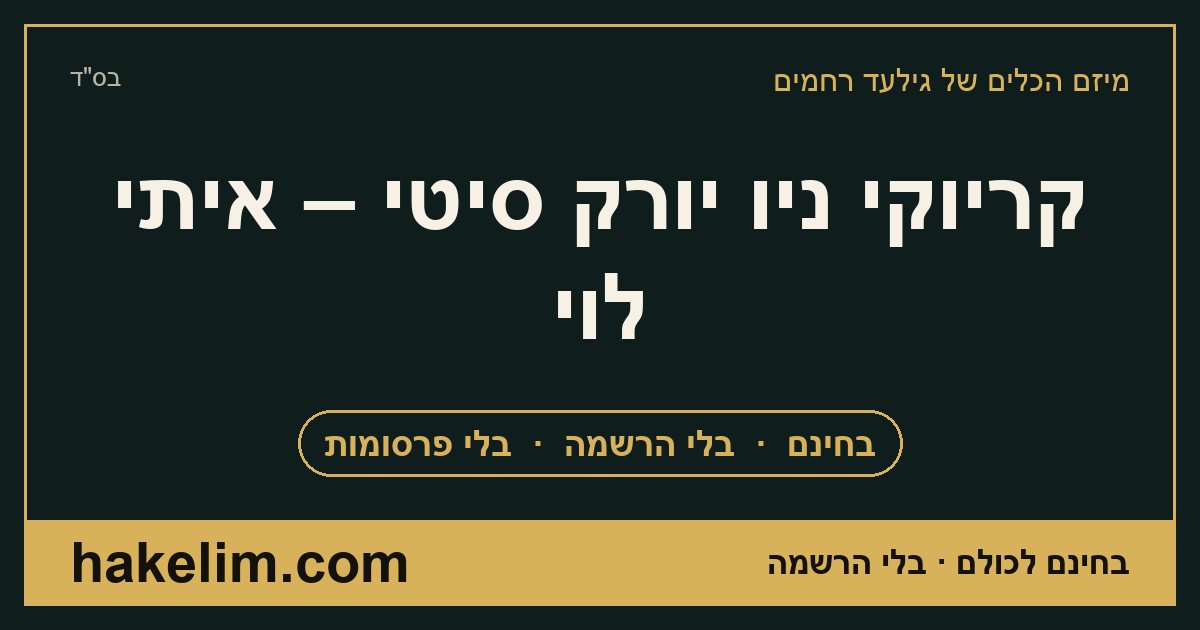 מיזם הכלים של גילעד רחמים
בס"ד
קריוקי ניו יורק סיטי – איתי
לוי
בחינם · בלי הרשמה · בלי פרסומות
בחינם לכולם · בלי הרשמה
hakelim.com